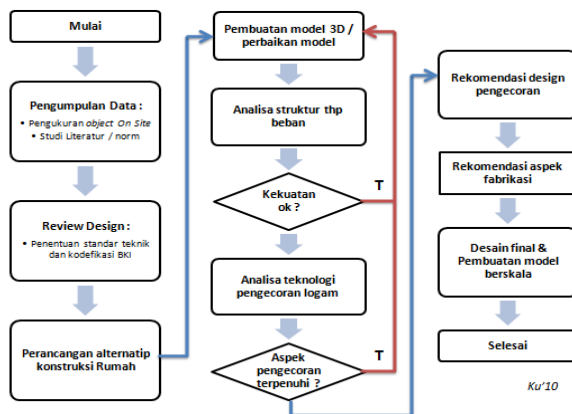 Mulai
Pengumpulan Data :
• Pengukuran object On Site
• Studi Literatur / norm
Review Design :
• Penentuan standar teknik
dan kodefikasi BKI
Perancangan alternatip
konstruksi Rumah
Pembuatan model 3D /
perbaikan model
Analisa struktur thp
beban
Kekuatan
ok ?
T
Analisa teknologi
pengecoran logam
Aspek
pengecoran
terpenuhi ?
T
Rekomendasi design
pengecoran
Rekomendasi aspek
fabrikasi
Desain final &
Pembuatan model
berskala
Selesai
Ku'10